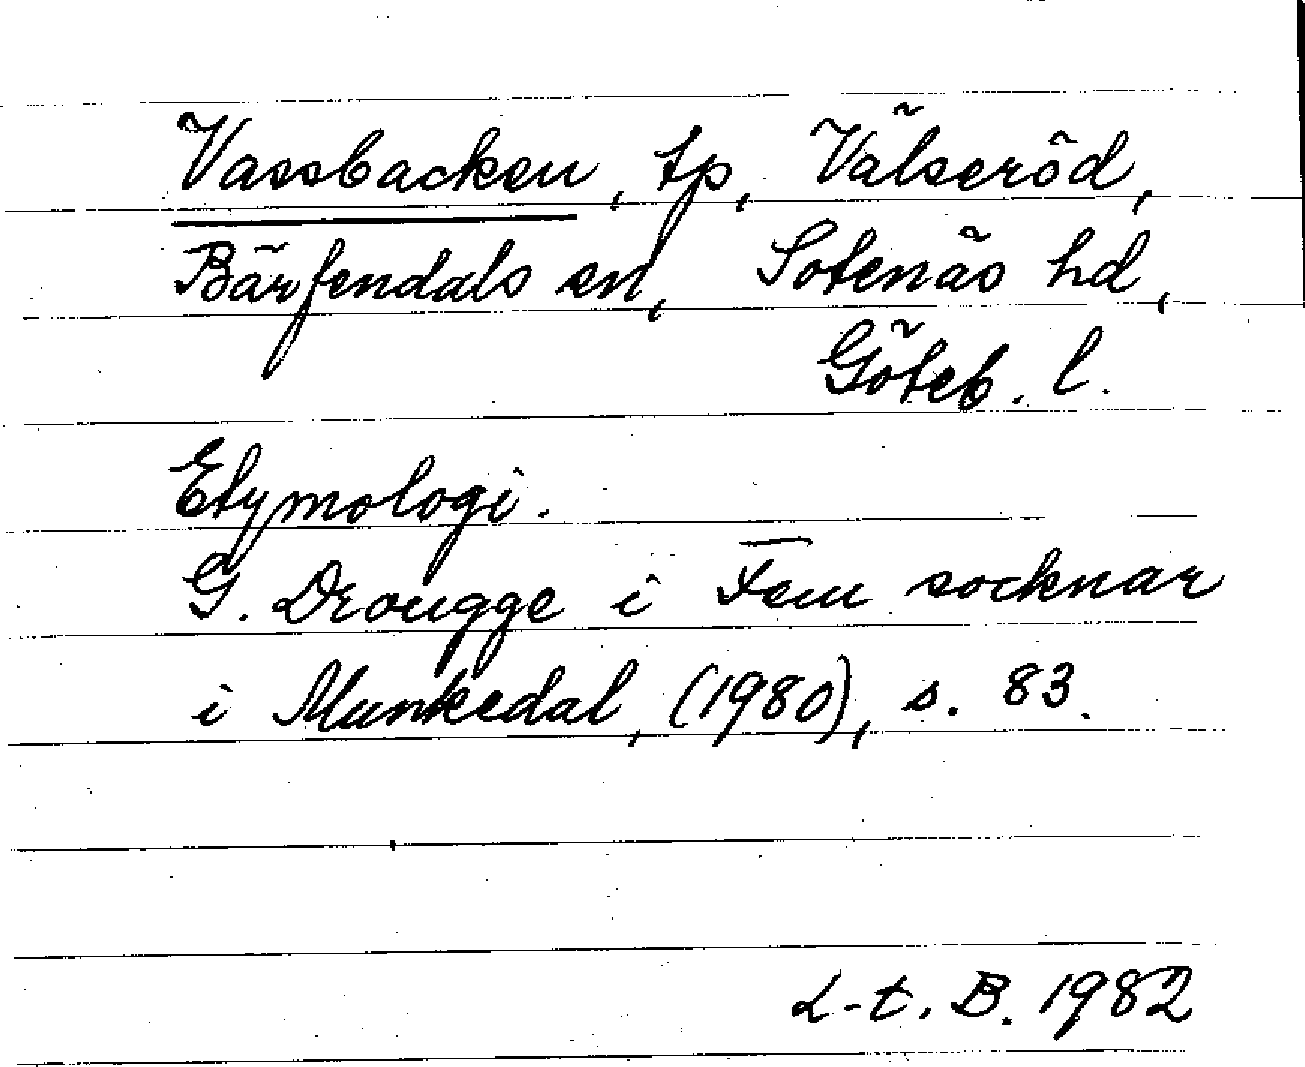 Vassbacken, tp, Välseröd,
Bärfendals sn, Sotenäs hd,
Göteb. l.
Etymologi.
G. Drougge i Fem socknar
i Munkedal, (1980), s. 83.
L-t. B. 1982